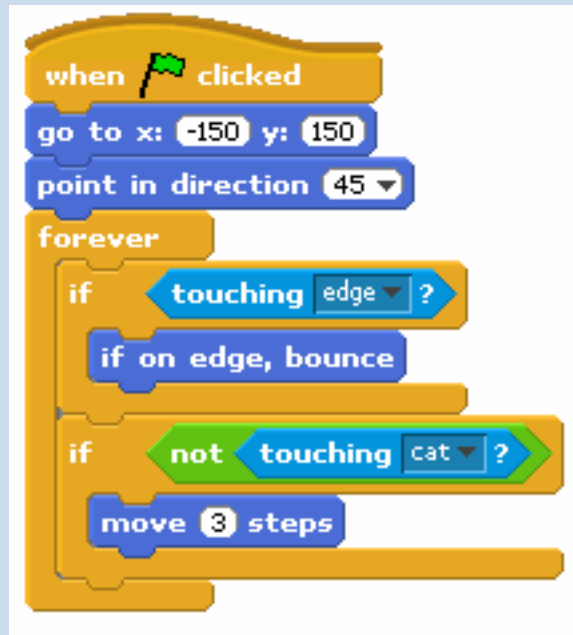 when clicked
go to x: -150 y: 150
point in direction 45
forever
if touching edge ?
if on edge, bounce
if not touching cat ?
move 3 steps